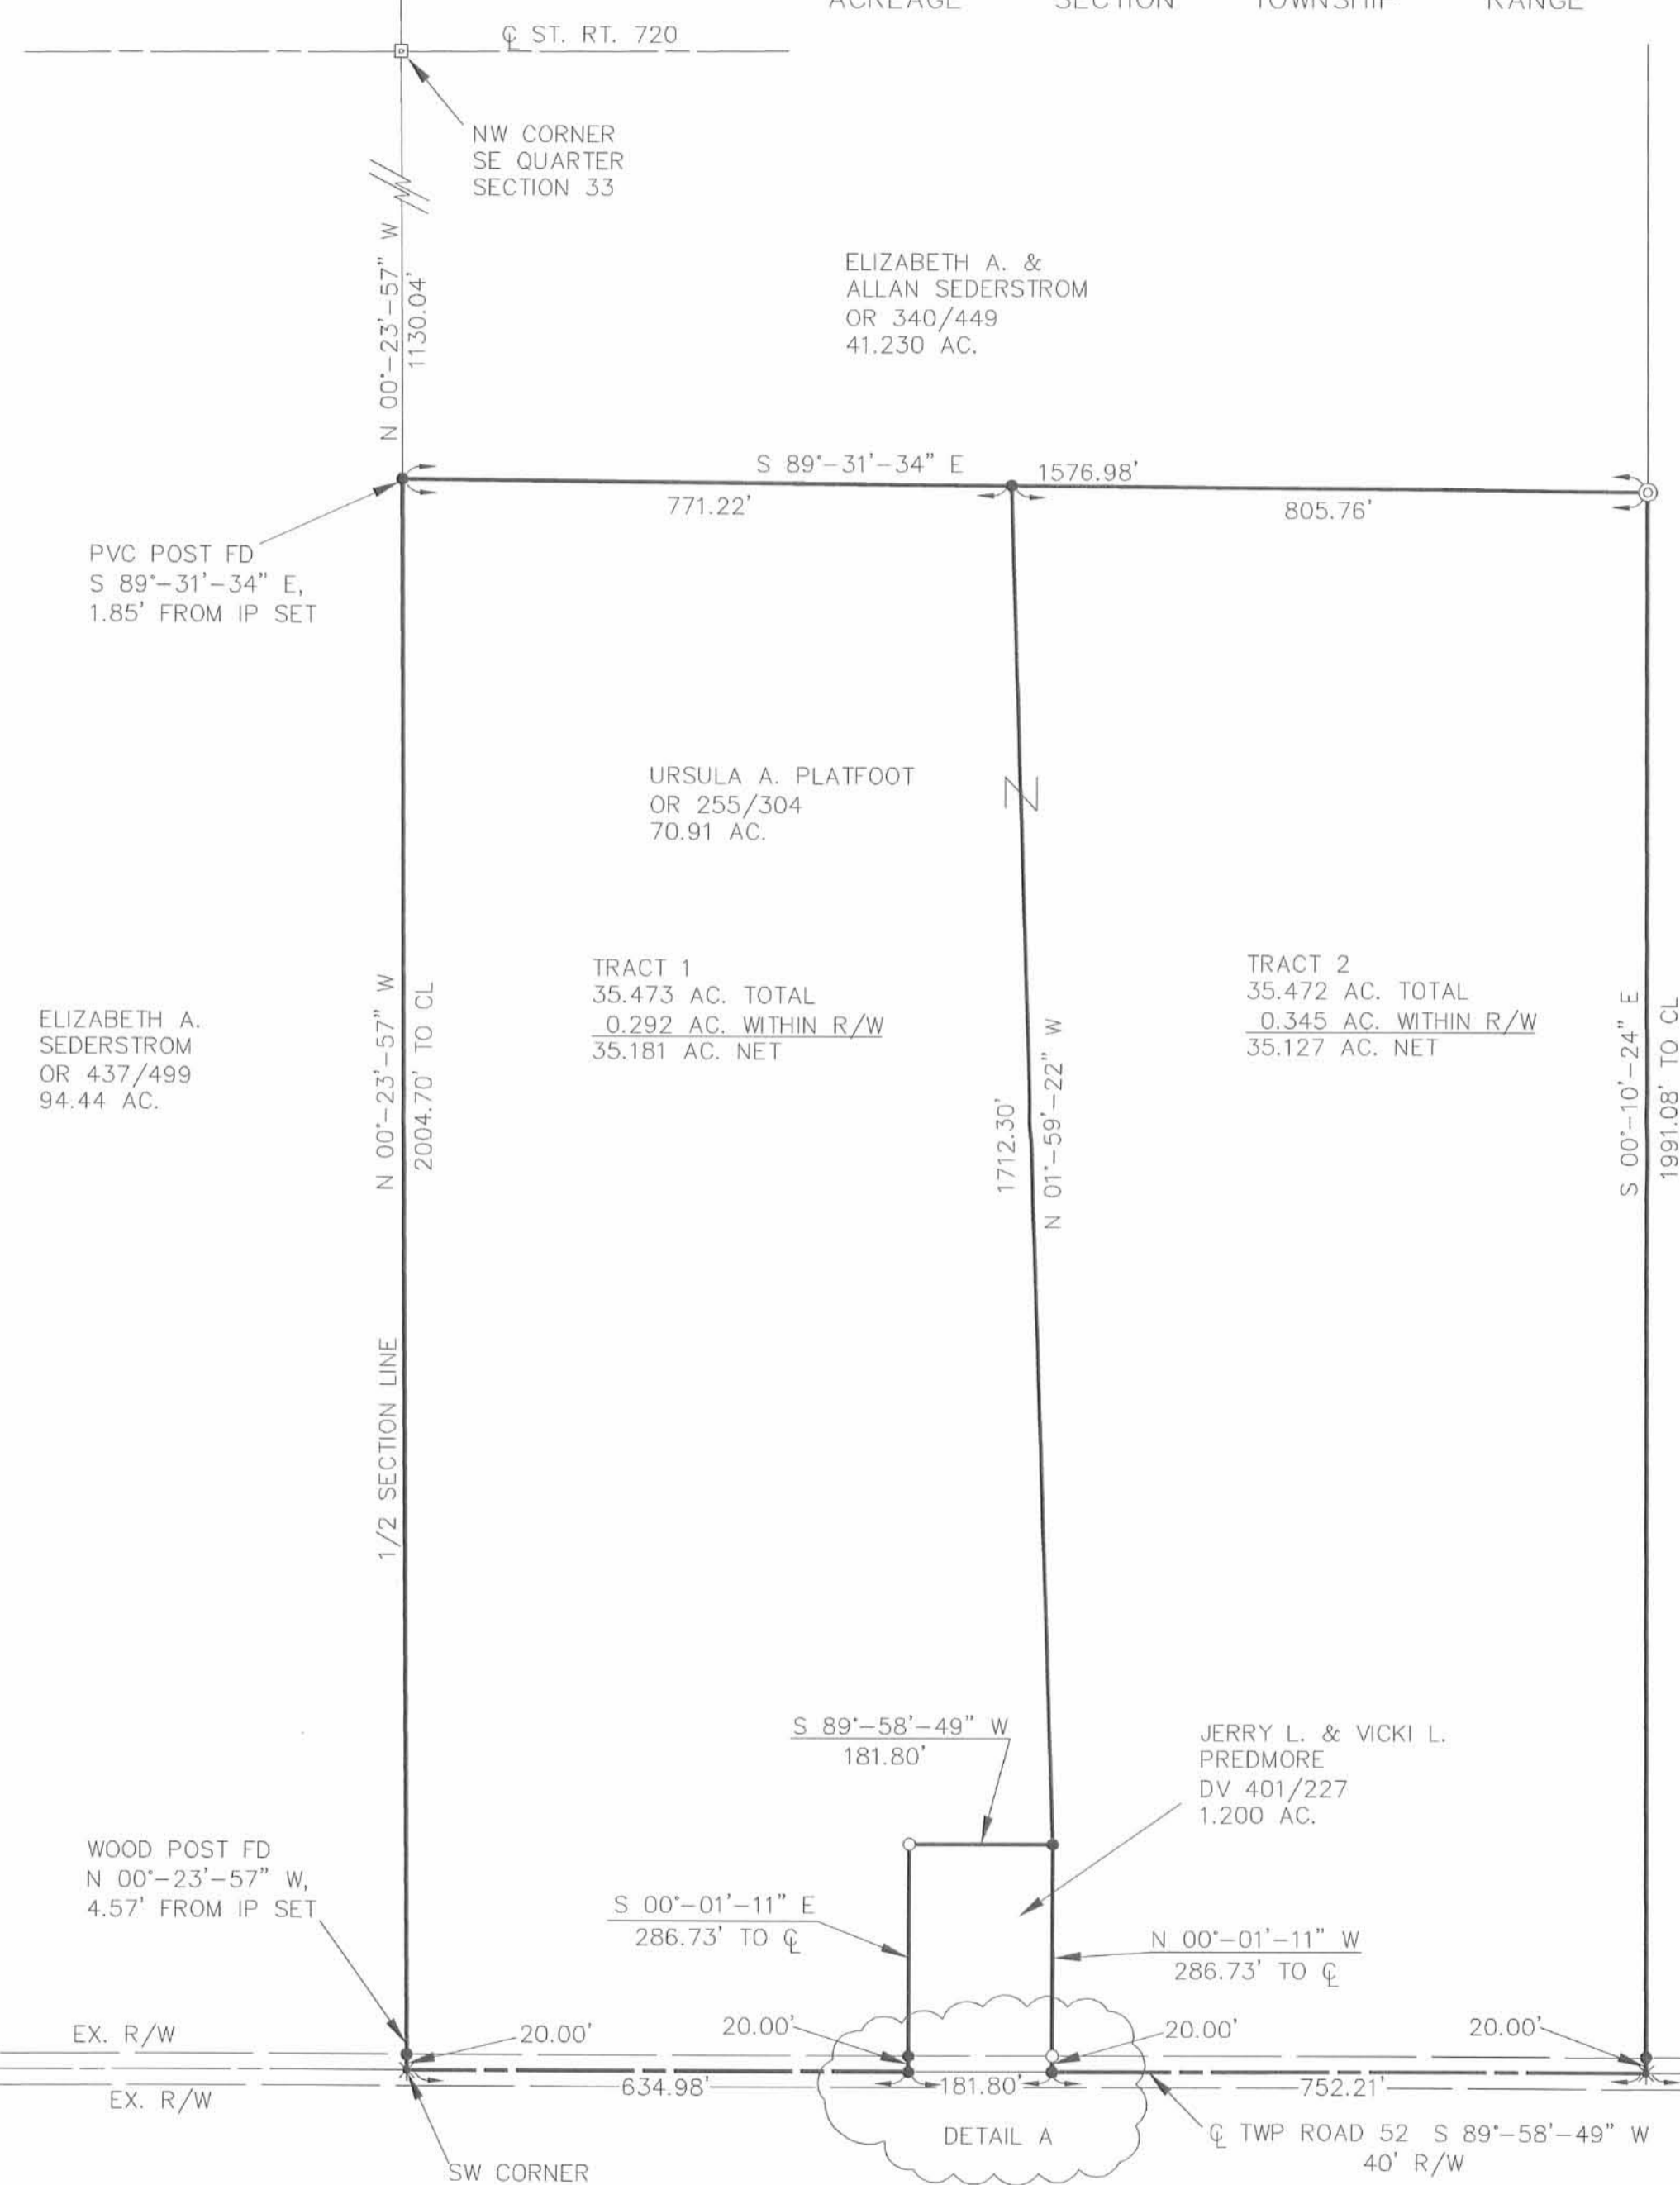 ACREAGE SECTION TOWNSHIP RANGE
℄ ST. RT. 720
NW CORNER
SE QUARTER
SECTION 33
N 00°-23'-57" W
1130.04'
ELIZABETH A. &
ALLAN SEDERSTROM
OR 340/449
41.230 AC.
S 89°-31'-34" E
1576.98'
771.22'
805.76'
PVC POST FD
S 89°-31'-34" E,
1.85' FROM IP SET
URSULA A. PLATFOOT
OR 255/304
70.91 AC.
ELIZABETH A.
SEDERSTROM
OR 437/499
94.44 AC.
N 00°-23'-57" W
2004.70' TO CL
TRACT 1
35.473 AC. TOTAL
0.292 AC. WITHIN R/W
35.181 AC. NET
1712.30'
N 01°-59'-22" W
TRACT 2
35.472 AC. TOTAL
0.345 AC. WITHIN R/W
35.127 AC. NET
S 00°-10'-24" E
1991.08' TO CL
1/2 SECTION LINE
S 89°-58'-49" W
181.80'
JERRY L. & VICKI L.
PREDMORE
DV 401/227
1.200 AC.
WOOD POST FD
N 00°-23'-57" W,
4.57' FROM IP SET
S 00°-01'-11" E
286.73' TO ℄
N 00°-01'-11" W
286.73' TO ℄
EX. R/W
20.00'
20.00'
20.00'
20.00'
EX. R/W
634.98'
181.80'
752.21'
DETAIL A
℄ TWP ROAD 52 S 89°-58'-49" W
40' R/W
SW CORNER